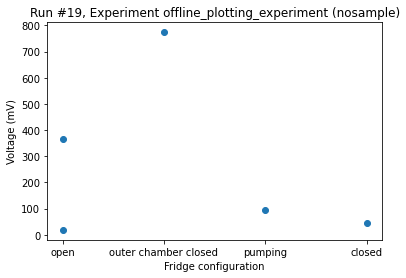 Run #19, Experiment offline_plotting_experiment (nosample)
800
700
600
500
400
300
200
100
0
Voltage (mV)
open outer chamber closed pumping closed
Fridge configuration